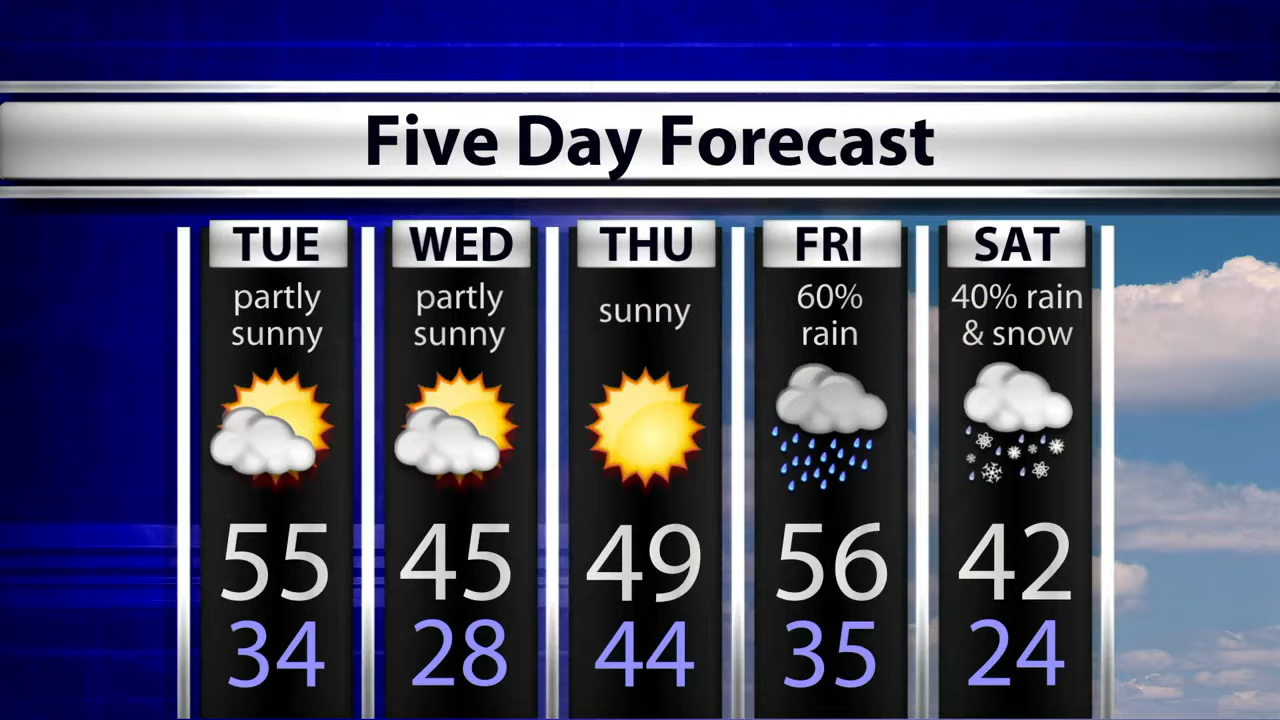 Five Day Forecast
TUE
partly
sunny
55
34
WED
partly
sunny
45
28
THU
sunny
49
44
FRI
60%
rain
56
35
SAT
40% rain
& snow
42
24